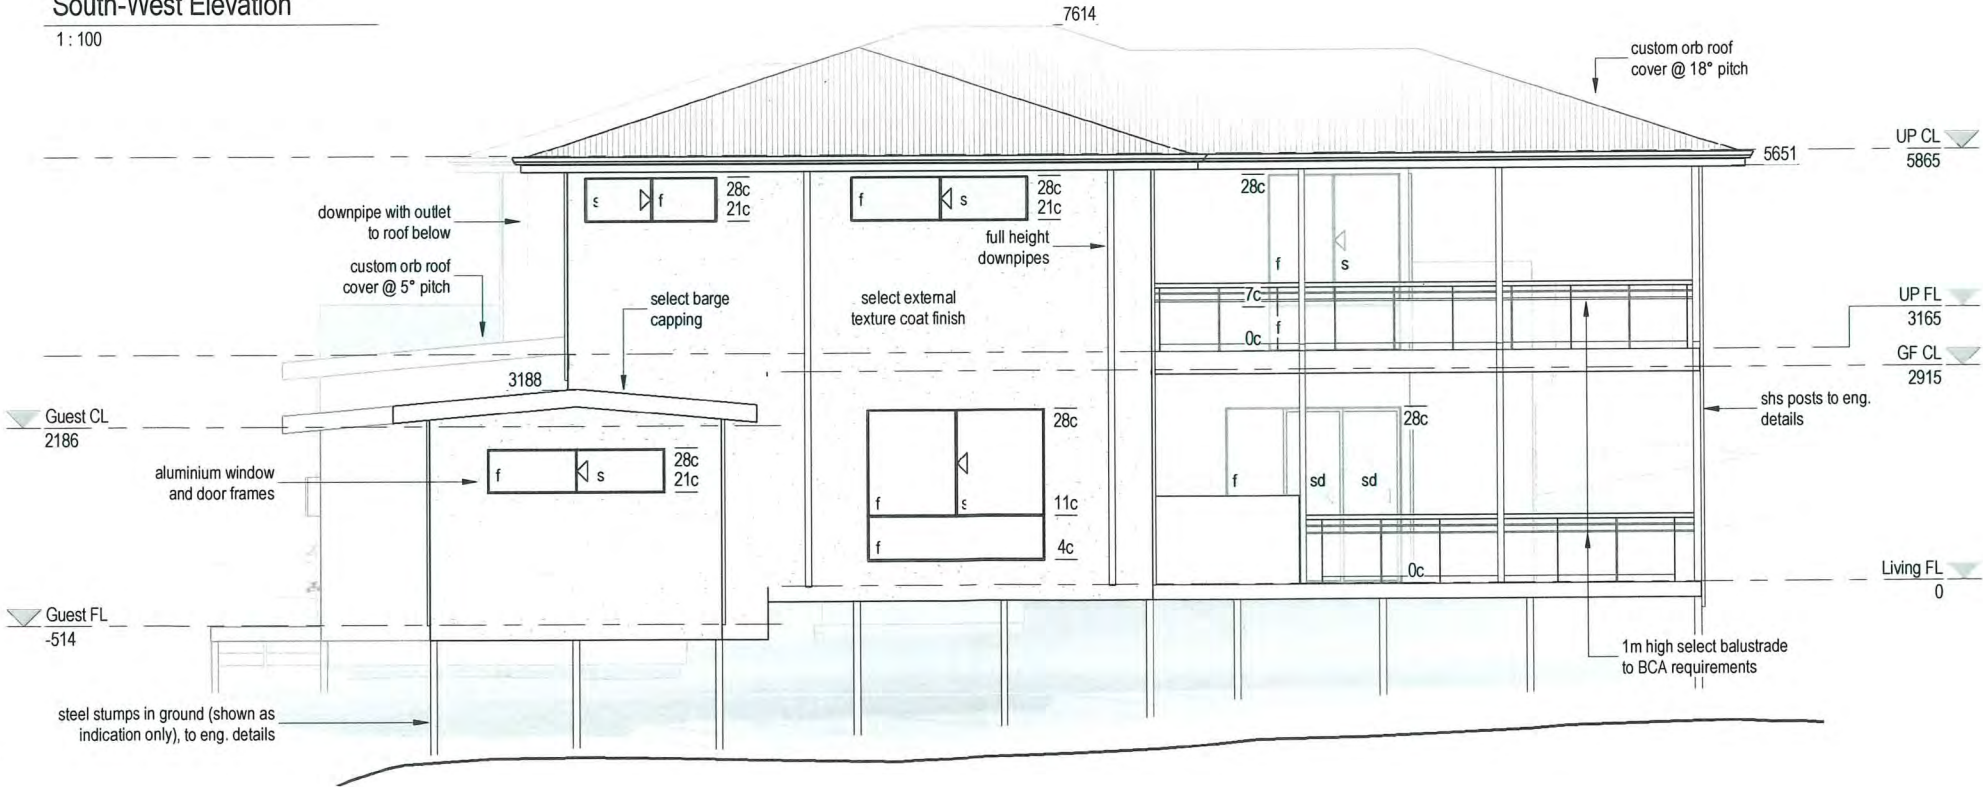 South-West Elevation
1 : 100
7614
custom orb roof
cover @ 18° pitch
UP CL
5865
5651
s
f
28c
21c
f
s
28c
21c
28c
downpipe with outlet
to roof below
full height
downpipes
f
s
custom orb roof
cover @ 5° pitch
select barge
capping
select external
texture coat finish
7c
f
0c
UP FL
3165
GF CL
2915
3188
Guest CL
2186
28c
28c
shs posts to eng.
details
aluminium window
and door frames
f
s
28c
21c
f
s
11c
f
4c
f
sd
sd
0c
Living FL
0
Guest FL
-514
1m high select balustrade
to BCA requirements
steel stumps in ground (shown as
indication only), to eng. details